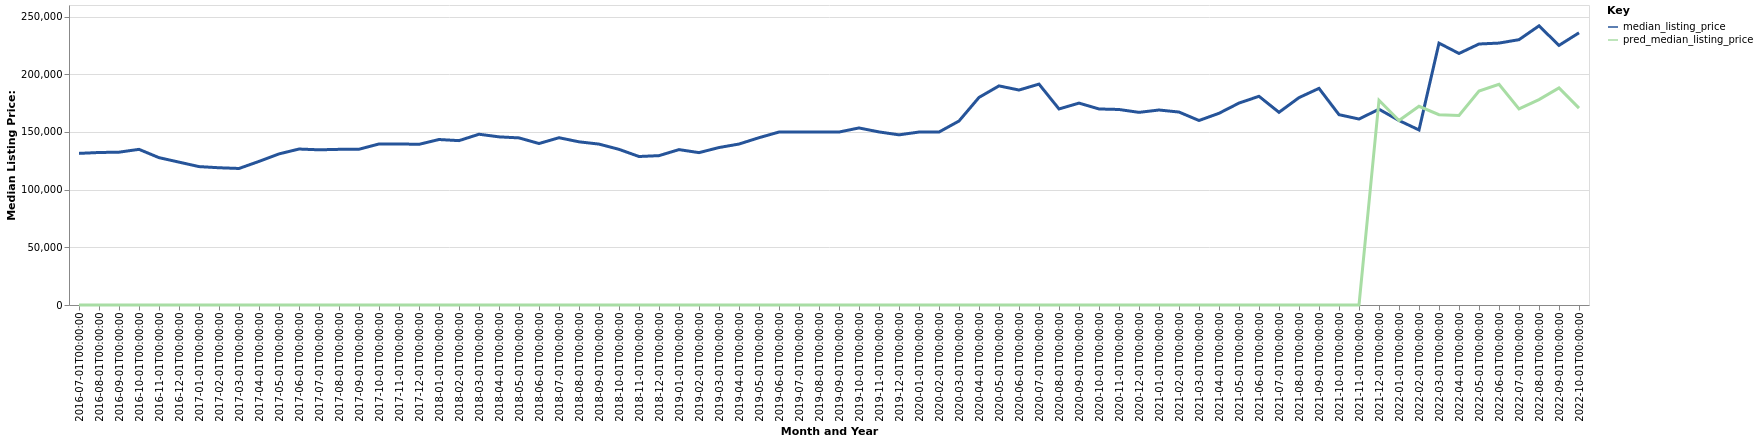 Key
median_listing_price
pred_median_listing_price
Median Listing Price:
250,000
200,000
150,000
100,000
50,000
0
2016-07-01T00:00:00
2016-08-01T00:00:00
2016-09-01T00:00:00
2016-10-01T00:00:00
2016-11-01T00:00:00
2016-12-01T00:00:00
2017-01-01T00:00:00
2017-02-01T00:00:00
2017-03-01T00:00:00
2017-04-01T00:00:00
2017-05-01T00:00:00
2017-06-01T00:00:00
2017-07-01T00:00:00
2017-08-01T00:00:00
2017-09-01T00:00:00
2017-10-01T00:00:00
2017-11-01T00:00:00
2017-12-01T00:00:00
2018-01-01T00:00:00
2018-02-01T00:00:00
2018-03-01T00:00:00
2018-04-01T00:00:00
2018-05-01T00:00:00
2018-06-01T00:00:00
2018-07-01T00:00:00
2018-08-01T00:00:00
2018-09-01T00:00:00
2018-10-01T00:00:00
2018-11-01T00:00:00
2018-12-01T00:00:00
2019-01-01T00:00:00
2019-02-01T00:00:00
2019-03-01T00:00:00
2019-04-01T00:00:00
2019-05-01T00:00:00
2019-06-01T00:00:00
2019-07-01T00:00:00
2019-08-01T00:00:00
2019-09-01T00:00:00
2019-10-01T00:00:00
2019-11-01T00:00:00
2019-12-01T00:00:00
2020-01-01T00:00:00
2020-02-01T00:00:00
2020-03-01T00:00:00
2020-04-01T00:00:00
2020-05-01T00:00:00
2020-06-01T00:00:00
2020-07-01T00:00:00
2020-08-01T00:00:00
2020-09-01T00:00:00
2020-10-01T00:00:00
2020-11-01T00:00:00
2020-12-01T00:00:00
2021-01-01T00:00:00
2021-02-01T00:00:00
2021-03-01T00:00:00
2021-04-01T00:00:00
2021-05-01T00:00:00
2021-06-01T00:00:00
2021-07-01T00:00:00
2021-08-01T00:00:00
2021-09-01T00:00:00
2021-10-01T00:00:00
2021-11-01T00:00:00
2021-12-01T00:00:00
2022-01-01T00:00:00
2022-02-01T00:00:00
2022-03-01T00:00:00
2022-04-01T00:00:00
2022-05-01T00:00:00
2022-06-01T00:00:00
2022-07-01T00:00:00
2022-08-01T00:00:00
2022-09-01T00:00:00
2022-10-01T00:00:00
Month and Year